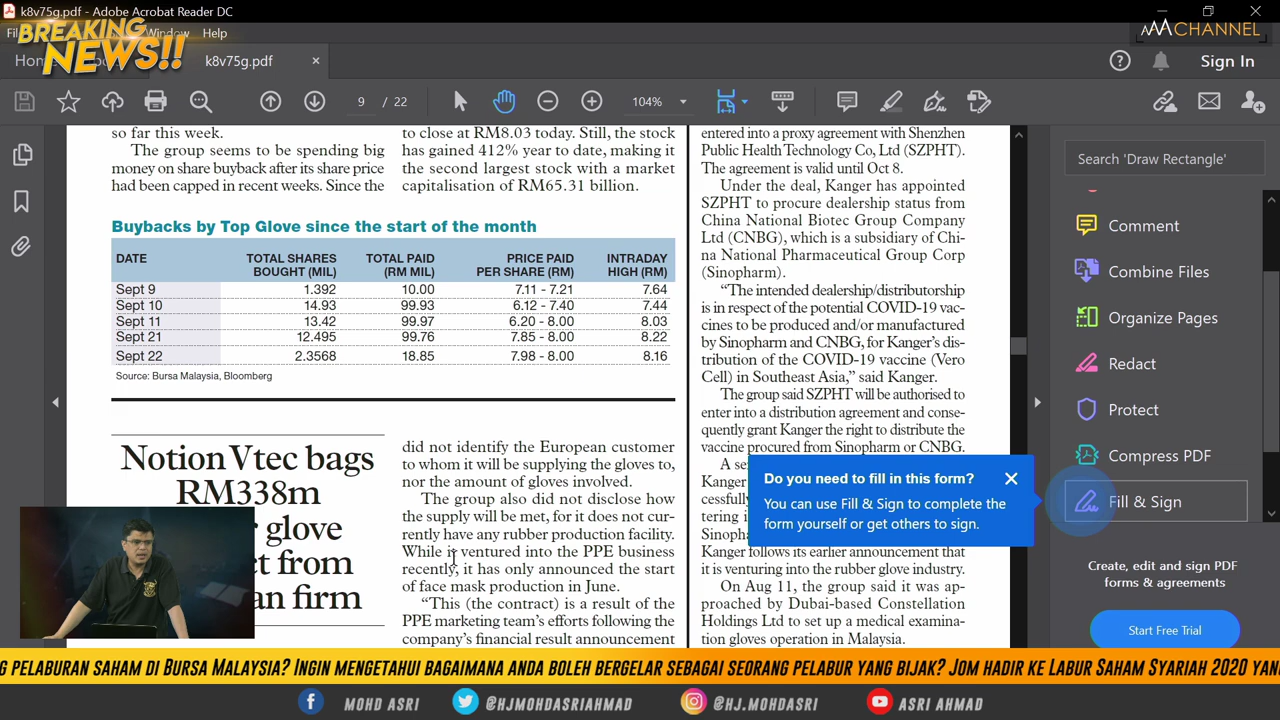 k8v75g.pdf - Adobe Acrobat Reader DC
Window Help
BREAKING
NEWS!!
MCHANNEL
k8v75g.pdf
Sign In
9 / 22
104%
so far this week.
The group seems to be spending big
money on share buyback after its share price
had been capped in recent weeks. Since the
to close at RM8.03 today. Still, the stock
has gained 412% year to date, making it
the second largest stock with a market
capitalisation of RM65.31 billion.
Buybacks by Top Glove since the start of the month
DATE TOTAL SHARES BOUGHT (MIL) TOTAL PAID (RM MIL) PRICE PAID PER SHARE (RM) INTRADAY HIGH (RM)
Sept 9 1.392 10.00 7.11 - 7.21 7.64
Sept 10 14.93 99.93 6.12 - 7.40 7.44
Sept 11 13.42 99.97 6.20 - 8.00 8.03
Sept 21 12.495 99.76 7.85 - 8.00 8.22
Sept 22 2.3568 18.85 7.98 - 8.00 8.16
Source: Bursa Malaysia, Bloomberg
Notion Vtec bags
RM338m
glove
from
firm
did not identify the European customer
to whom it will be supplying the gloves to,
nor the amount of gloves involved.
The group also did not disclose how
the supply will be met, for it does not cur-
rently have any rubber production facility.
While it ventured into the PPE business
recently, it has only announced the start
of face mask production in June.
“This (the contract) is a result of the
PPE marketing team’s efforts following the
company’s financial result announcement
entered into a proxy agreement with Shenzhen
Public Health Technology Co, Ltd (SZPHT).
The agreement is valid until Oct 8.
Under the deal, Kanger has appointed
SZPHT to procure dealership status from
China National Biotec Group Company
Ltd (CNBG), which is a subsidiary of Chi-
na National Pharmaceutical Group Corp
(Sinopharm).
“The intended dealership/distributorship
is in respect of the potential COVID-19 vac-
cines to be produced and/or manufactured
by Sinopharm and CNBG, for Kanger’s dis-
tribution of the COVID-19 vaccine (Vero
Cell) in Southeast Asia,” said Kanger.
The group said SZPHT will be authorised to
enter into a distribution agreement and conse-
quently grant Kanger the right to distribute the
vaccine procured from Sinopharm or CNBG.
Kanger follows its earlier announcement that
it is venturing into the rubber glove industry.
On Aug 11, the group said it was ap-
proached by Dubai-based Constellation
Holdings Ltd to set up a medical examina-
tion gloves operation in Malaysia.
Do you need to fill in this form?
You can use Fill & Sign to complete the
form yourself or get others to sign.
Search 'Draw Rectangle'
Comment
Combine Files
Organize Pages
Redact
Protect
Compress PDF
Fill & Sign
Create, edit and sign PDF
forms & agreements
Start Free Trial
PELABURAN SAHAM DI BURSA MALAYSIA? INGIN MENGETAHUI BAGAIMANA ANDA BOLEH BERGELAR SEBAGAI SEORANG PELABUR YANG BIJAK? JOM HADIR KE LABUR SAHAM SYARIAH 2020
MOHD ASRI @HJMOHDASRIAHMAD @HJ.MOHDASRI ASRI AHMAD